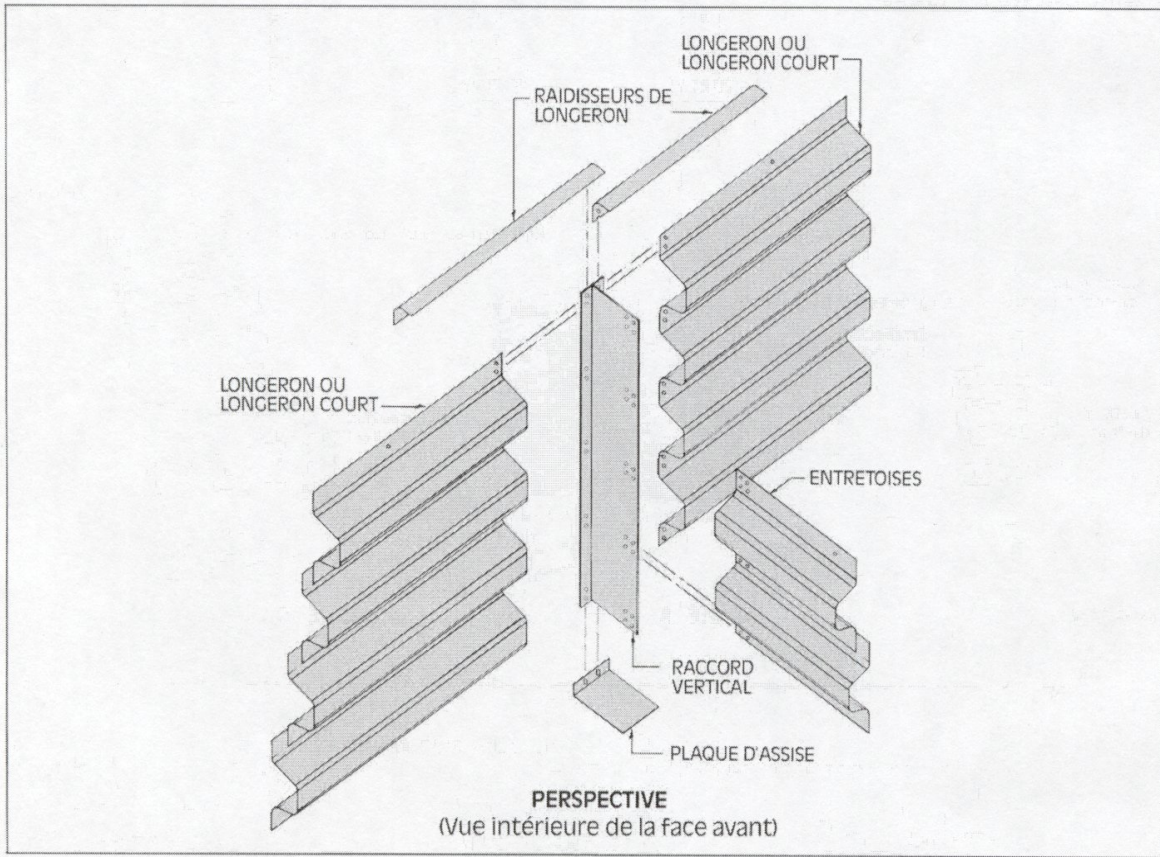 LONGERON OU
LONGERON COURT
RAIDISSEURS DE
LONGERON
LONGERON OU
LONGERON COURT
ENTRETOISES
RACCORD
VERTICAL
PLAQUE D'ASSISE
PERSPECTIVE
(Vue intérieure de la face avant)